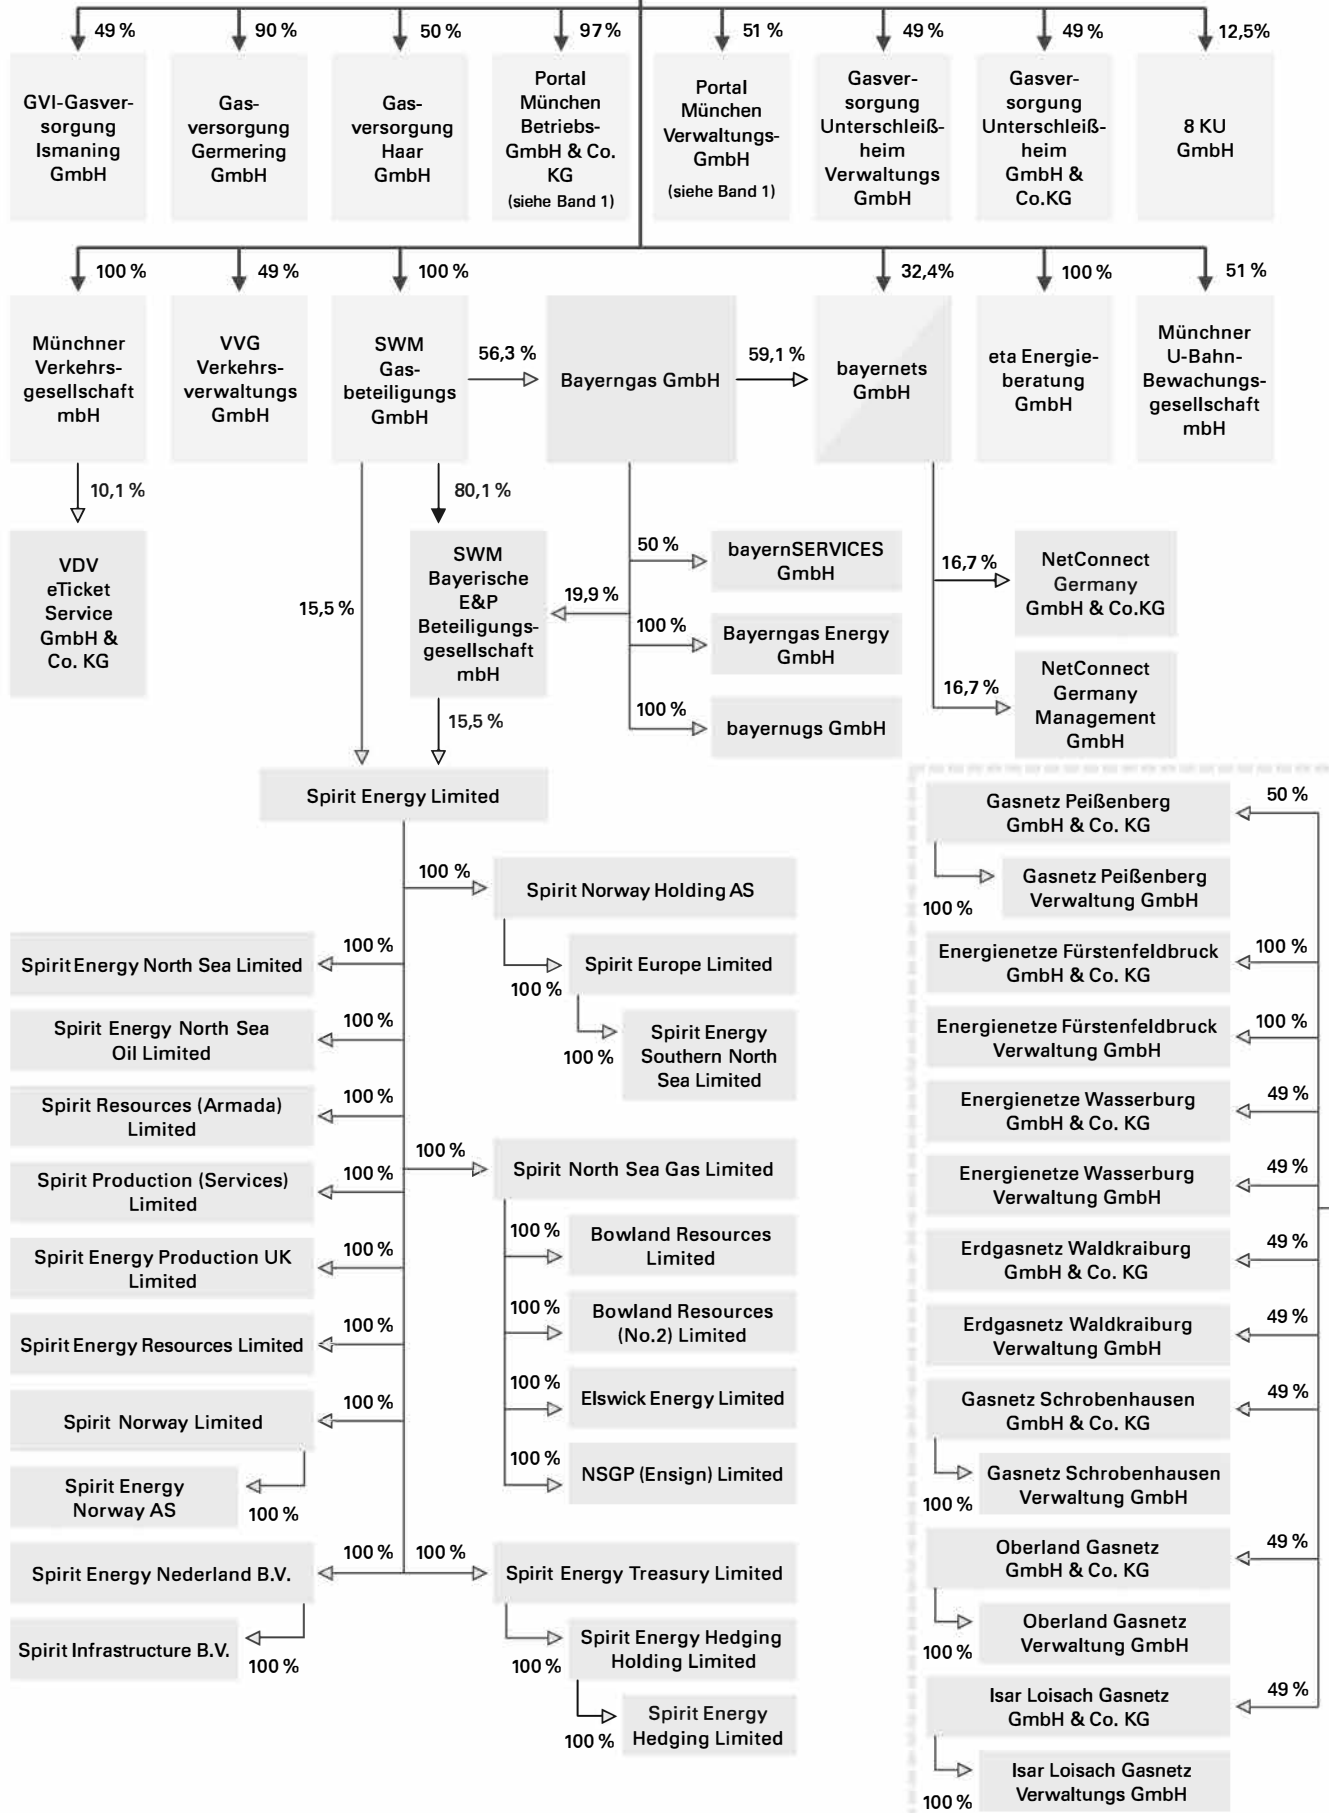 49 %
90 %
50 %
97 %
51 %
49 %
49 %
12,5%
GVI-Gasver-
sorgung
Ismaning
GmbH
Gas-
versorgung
Germering
GmbH
Gas-
versorgung
Haar
GmbH
Portal
München
Betriebs-
GmbH & Co.
KG
(siehe Band 1)
Portal
München
Verwaltungs-
GmbH
(siehe Band 1)
Gasver-
sorgung
Unterschleiß-
heim
Verwaltungs
GmbH
Gasver-
sorgung
Unterschleiß-
heim
GmbH &
Co.KG
8 KU
GmbH
100 %
49 %
100 %
32,4%
100 %
51 %
Münchner
Verkehrs-
gesellschaft
mbH
VVG
Verkehrs-
verwaltungs
GmbH
SWM
Gas-
beteiligungs
GmbH
56,3 %
Bayerngas GmbH
59,1 %
bayernets
GmbH
eta Energie-
beratung
GmbH
Münchner
U-Bahn-
Bewachungs-
gesellschaft
mbH
10,1 %
80,1 %
VDV
eTicket
Service
GmbH &
Co. KG
15,5 %
SWM
Bayerische
E&P
Beteiligungs-
gesellschaft
mbH
19,9 %
50 %
bayernSERVICES
GmbH
100 %
Bayerngas Energy
GmbH
100 %
bayernugs GmbH
16,7 %
NetConnect
Germany
GmbH & Co.KG
16,7 %
NetConnect
Germany
Management
GmbH
15,5 %
Spirit Energy Limited
100 %
Spirit Norway Holding AS
100 %
Spirit Europe Limited
100 %
Spirit Energy
Southern North
Sea Limited
100 %
Spirit Energy North Sea Limited
100 %
Spirit Energy North Sea
Oil Limited
100 %
Spirit Resources (Armada)
Limited
100 %
Spirit North Sea Gas Limited
100 %
Spirit Production (Services)
Limited
100 %
Bowland Resources
Limited
100 %
Spirit Energy Production UK
Limited
100 %
Bowland Resources
(No.2) Limited
100 %
Spirit Energy Resources Limited
100 %
Elswick Energy Limited
100 %
Spirit Norway Limited
100 %
NSGP (Ensign) Limited
Spirit Energy
Norway AS
100 %
100 %
Spirit Energy Nederland B.V.
100 %
Spirit Energy Treasury Limited
Spirit Infrastructure B.V.
100 %
100 %
Spirit Energy Hedging
Holding Limited
100 %
Spirit Energy
Hedging Limited
Gasnetz Peißenberg
GmbH & Co. KG
50 %
100 %
Gasnetz Peißenberg
Verwaltung GmbH
Energienetze Fürstenfeldbruck
GmbH & Co. KG
100 %
Energienetze Fürstenfeldbruck
Verwaltung GmbH
100 %
Energienetze Wasserburg
GmbH & Co. KG
49 %
Energienetze Wasserburg
Verwaltung GmbH
49 %
Erdgasnetz Waldkraiburg
GmbH & Co. KG
49 %
Erdgasnetz Waldkraiburg
Verwaltung GmbH
49 %
Gasnetz Schrobenhausen
GmbH & Co. KG
49 %
100 %
Gasnetz Schrobenhausen
Verwaltung GmbH
Oberland Gasnetz
GmbH & Co. KG
49 %
100 %
Oberland Gasnetz
Verwaltung GmbH
Isar Loisach Gasnetz
GmbH & Co. KG
49 %
100 %
Isar Loisach Gasnetz
Verwaltungs GmbH